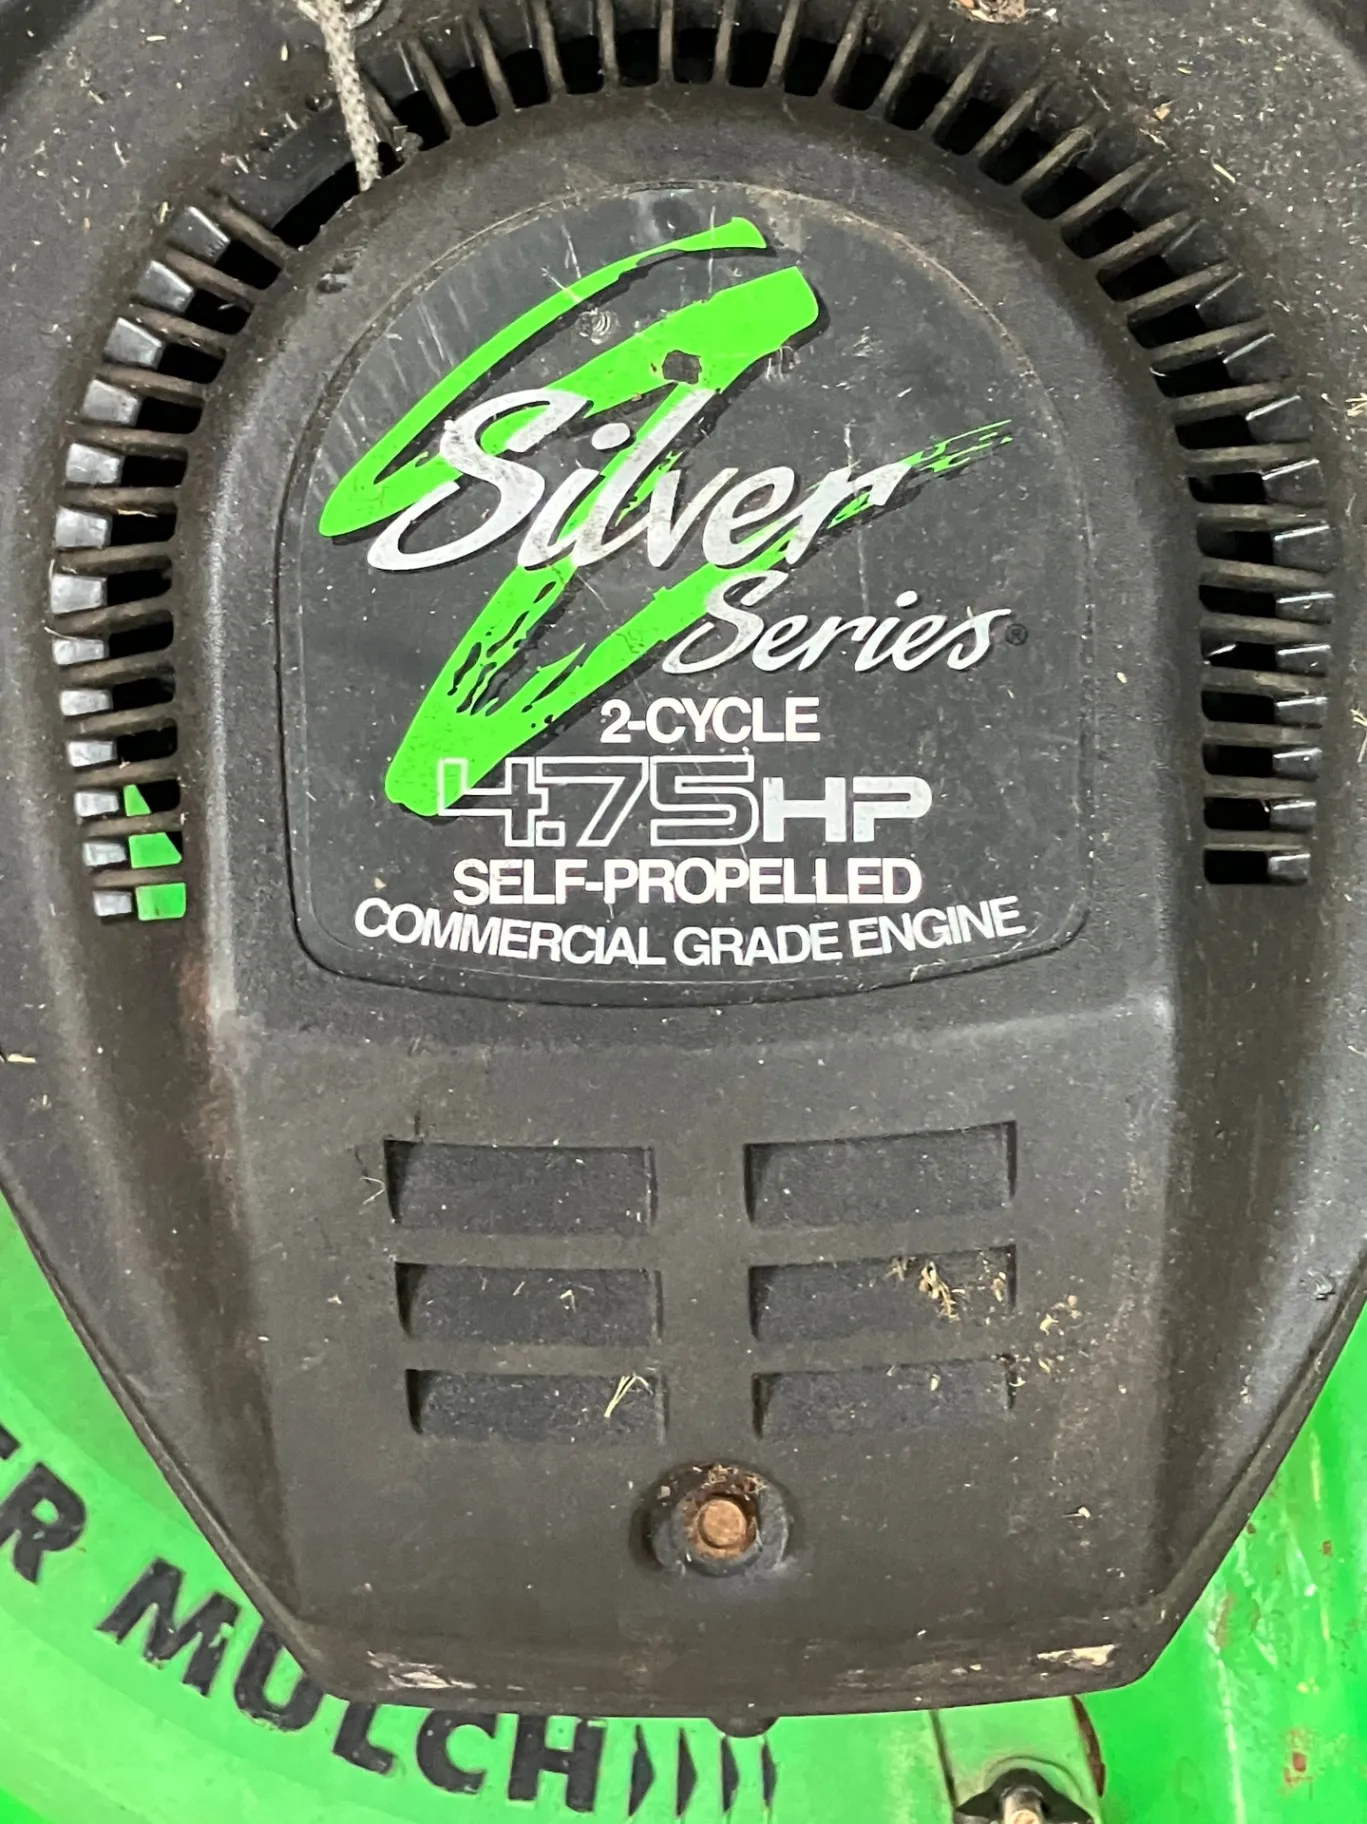 Silver
Series®
2-CYCLE
4.75HP
SELF-PROPELLED
COMMERCIAL GRADE ENGINE
MULCH